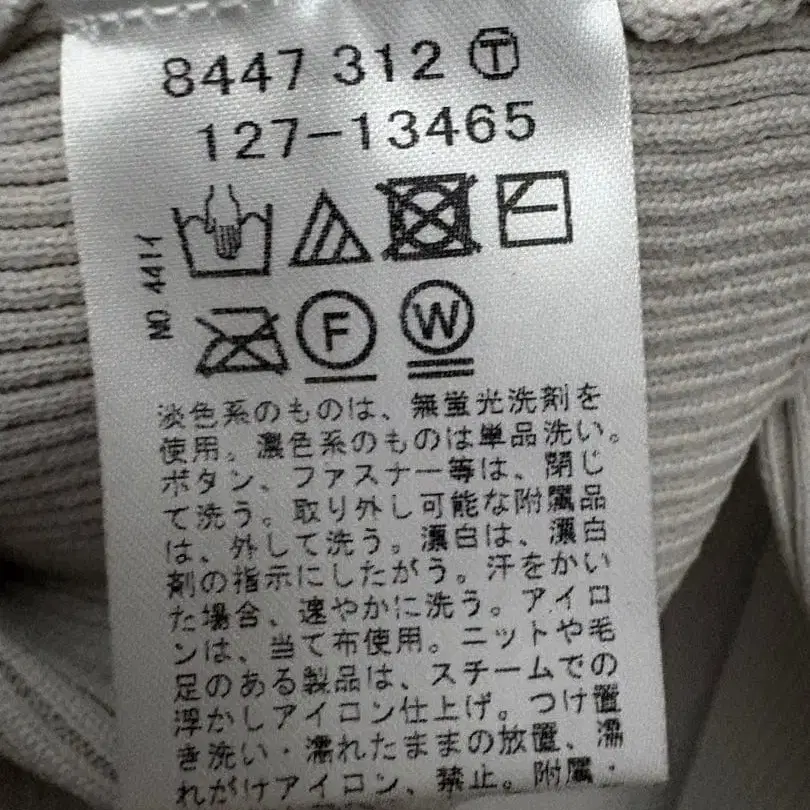 8447 312 Ⓣ
127-13465
NO.441イ
F W
淡色系のものは、無蛍光洗剤を
使用。濃色系のものは単品洗い。
ボタン、ファスナー等は、閉じ
て洗う。取り外し可能な附属品
は、外して洗う。漂白は、漂白
剤の指示にしたがう。汗をかい
た場合、速やかに洗う。アイロ
ンは、当て布使用。ニットや毛
足のある製品は、スチームでの
浮かしアイロン仕上げ。つけ置
き洗い・濡れたままの放置、濡
れがけアイロン、禁止。附属・